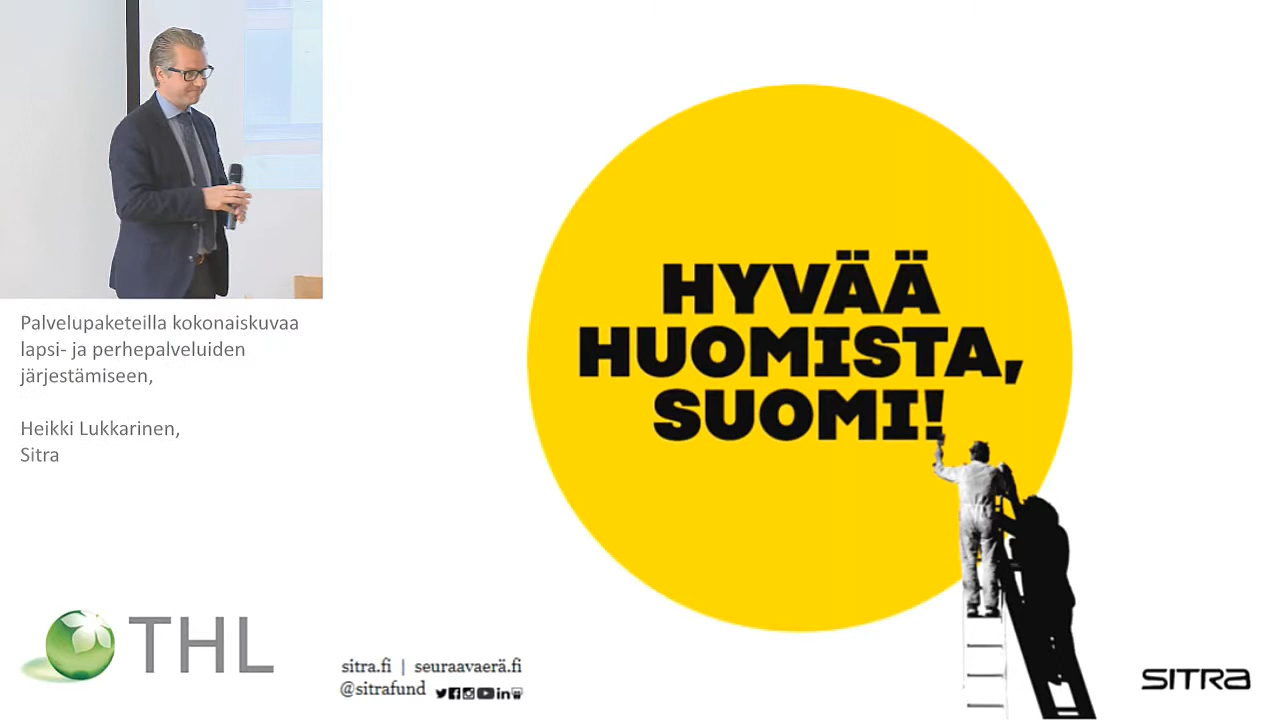 Palvelupaketeilla kokonaiskuvaa
lapsi- ja perhepalveluiden
järjestämiseen,
Heikki Lukkarinen,
Sitra
HYVÄÄ
HUOMISTA,
SUOMI!
THL
sitra.fi | seuraavaerä.fi
@sitrafund
SITRA